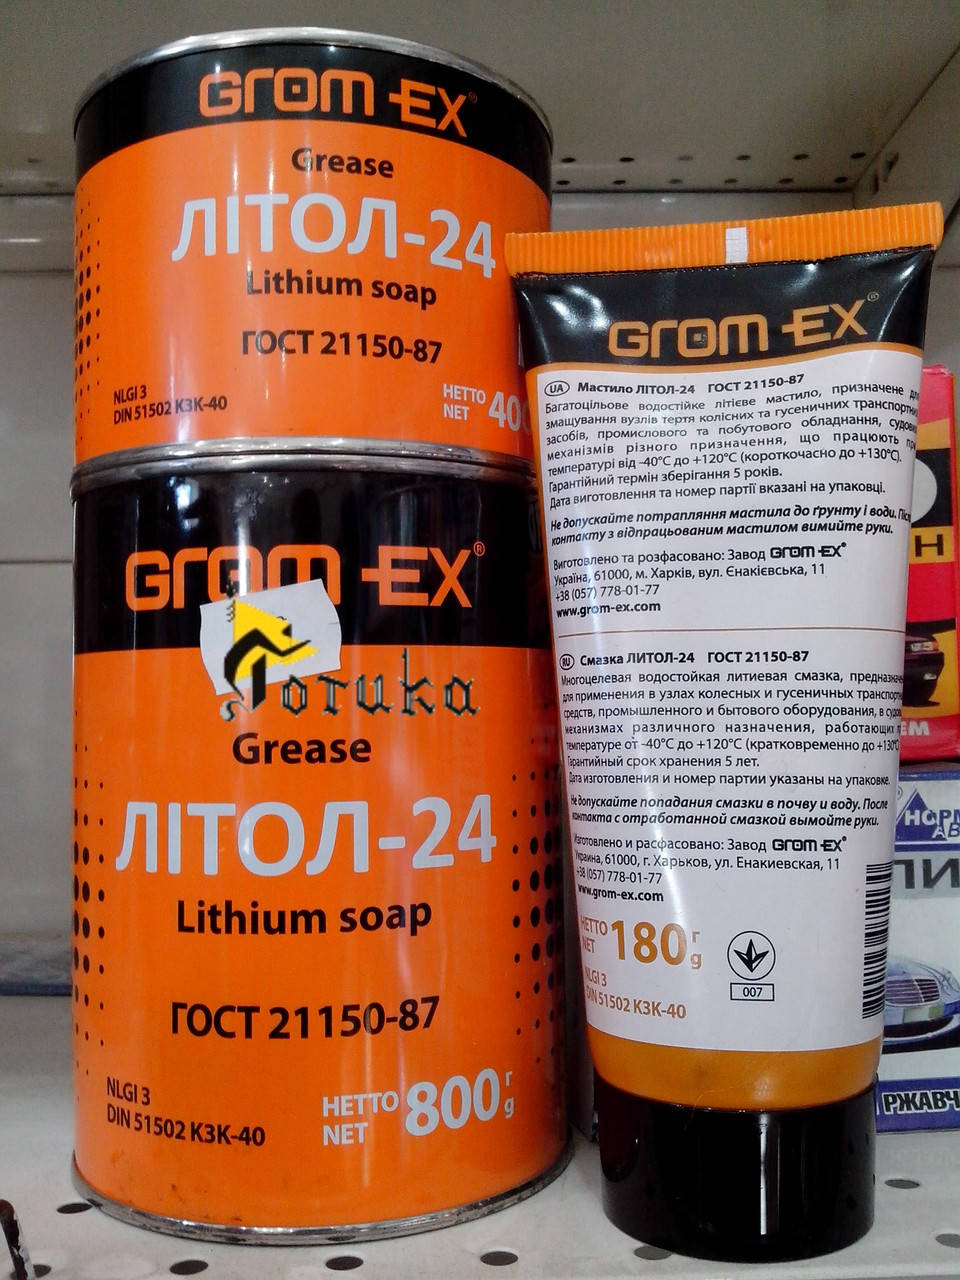 GROM-EX®
Grease
ЛІТОЛ-24
Lithium soap
ГОСТ 21150-87
NLGI 3
DIN 51502 K3K-40
НЕТТО
NET
400
GROM-EX®
Готика
Grease
ЛІТОЛ-24
Lithium soap
ГОСТ 21150-87
NLGI 3
DIN 51502 K3K-40
НЕТТО
NET
800 г
g
GROM-EX®
UA Мастило ЛІТОЛ-24 ГОСТ 21150-87
Багатоцільове водостійке літієве мастило, призначене для
змащування вузлів тертя колісних та гусеничних транспортних
засобів, промислового та побутового обладнання, судових
механізмів різного призначення, що працюють при
температурі від -40°С до +120°С (короткочасно до +130°С).
Гарантійний термін зберігання 5 років.
Дата виготовлення та номер партії вказані на упаковці.
Не допускайте потрапляння мастила до ґрунту і води. Після
контакту з відпрацьованим мастилом вимийте руки.
Виготовлено та розфасовано: Завод GROM-EX®
Україна, 61000, м. Харків, вул. Єнакієвська, 11
+38 (057) 778-01-77
www.grom-ex.com
RU Смазка ЛИТОЛ-24 ГОСТ 21150-87
Многоцелевая водостойкая литиевая смазка,
для применения в узлах колесных и гусеничных
средств, промышленного и бытового оборудования, в
механизмах различного назначения, работающих
температуре от -40°С до +120°С (кратковременно до +130°С
Гарантийный срок хранения 5 лет.
Дата изготовления и номер партии указаны на упаковке.
Не допускайте попадания смазки в почву и воду. После
контакта с отработанной смазкой вымойте руки.
Изготовлено и расфасовано: Завод GROM-EX®
Украина, 61000, г. Харьков, ул. Енакиевская, 11
+38 (057) 778-01-77
www.grom-ex.com
НЕТТО
NET
180 г
g
NLGI 3
DIN 51502 K3K-40
007